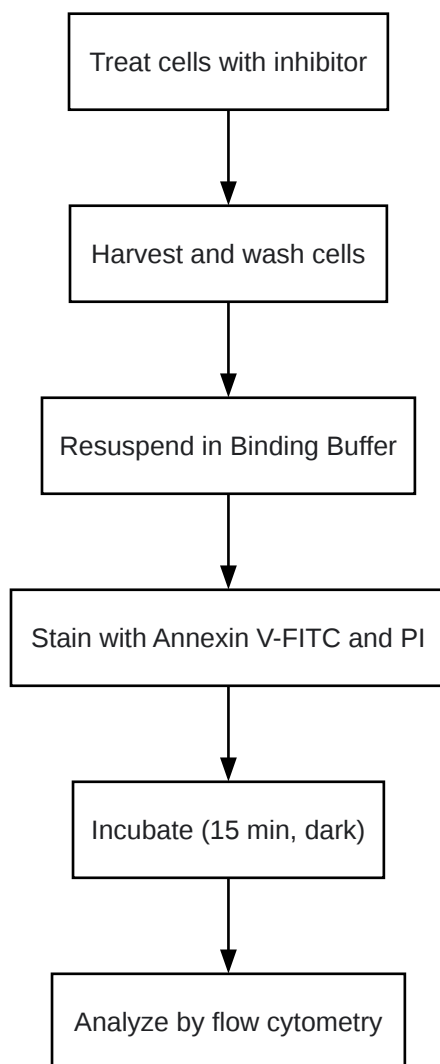 Treat cells with inhibitor
Harvest and wash cells
Resuspend in Binding Buffer
Stain with Annexin V-FITC and PI
Incubate (15 min, dark)
Analyze by flow cytometry